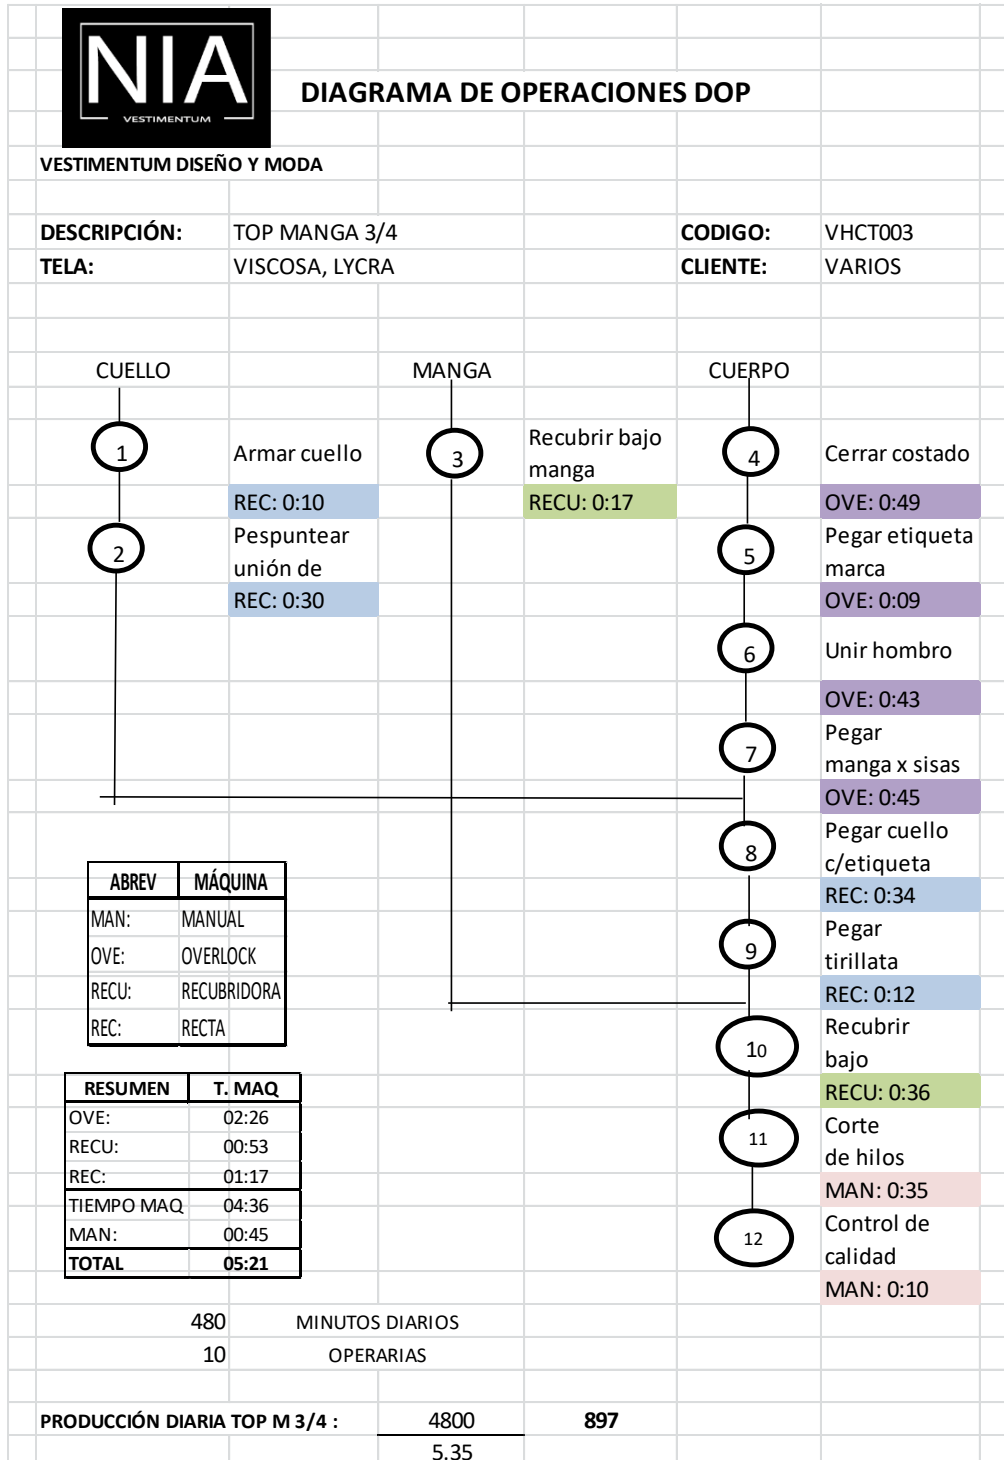 NIA
VESTIMENTUM
DIAGRAMA DE OPERACIONES DOP
VESTIMENTUM DISEÑO Y MODA
DESCRIPCIÓN: TOP MANGA 3/4 CODIGO: VHCT003
TELA: VISCOSA, LYCRA CLIENTE: VARIOS
CUELLO MANGA CUERPO
1 Armar cuello
REC: 0:10
2 Pespuntear
unión de
REC: 0:30
3 Recubrir bajo
manga
RECU: 0:17
4 Cerrar costado
OVE: 0:49
5 Pegar etiqueta
marca
OVE: 0:09
6 Unir hombro
OVE: 0:43
7 Pegar
manga x sisas
OVE: 0:45
8 Pegar cuello
c/etiqueta
REC: 0:34
9 Pegar
tirillata
REC: 0:12
10 Recubrir
bajo
RECU: 0:36
11 Corte
de hilos
MAN: 0:35
12 Control de
calidad
MAN: 0:10
ABREV MÁQUINA
MAN: MANUAL
OVE: OVERLOCK
RECU: RECUBRIDORA
REC: RECTA
RESUMEN T. MAQ
OVE: 02:26
RECU: 00:53
REC: 01:17
TIEMPO MAQ 04:36
MAN: 00:45
TOTAL 05:21
480 MINUTOS DIARIOS
10 OPERARIAS
PRODUCCIÓN DIARIA TOP M 3/4 : 4800 897
5.35